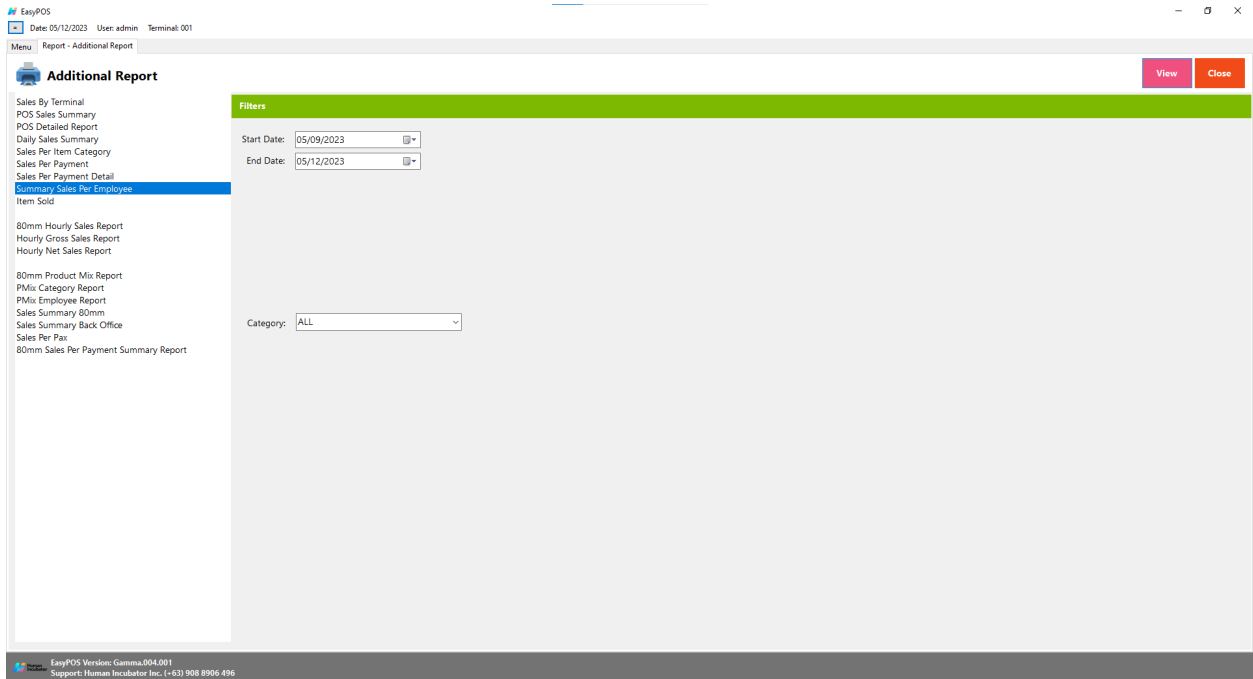 EasyPOS
Date: 05/12/2023 User: admin Terminal: 001
Menu Report - Additional Report
Additional Report
View Close
Sales By Terminal
POS Sales Summary
POS Detailed Report
Daily Sales Summary
Sales Per Item Category
Sales Per Payment
Sales Per Payment Detail
Summary Sales Per Employee
Item Sold
80mm Hourly Sales Report
Hourly Gross Sales Report
Hourly Net Sales Report
80mm Product Mix Report
PMix Category Report
PMix Employee Report
Sales Summary 80mm
Sales Summary Back Office
Sales Per Pax
80mm Sales Per Payment Summary Report
Filters
Start Date: 05/09/2023
End Date: 05/12/2023
Category: ALL
Human
Incubator
EasyPOS Version: Gamma.004.001
Support: Human Incubator Inc. (+63) 908 8906 496